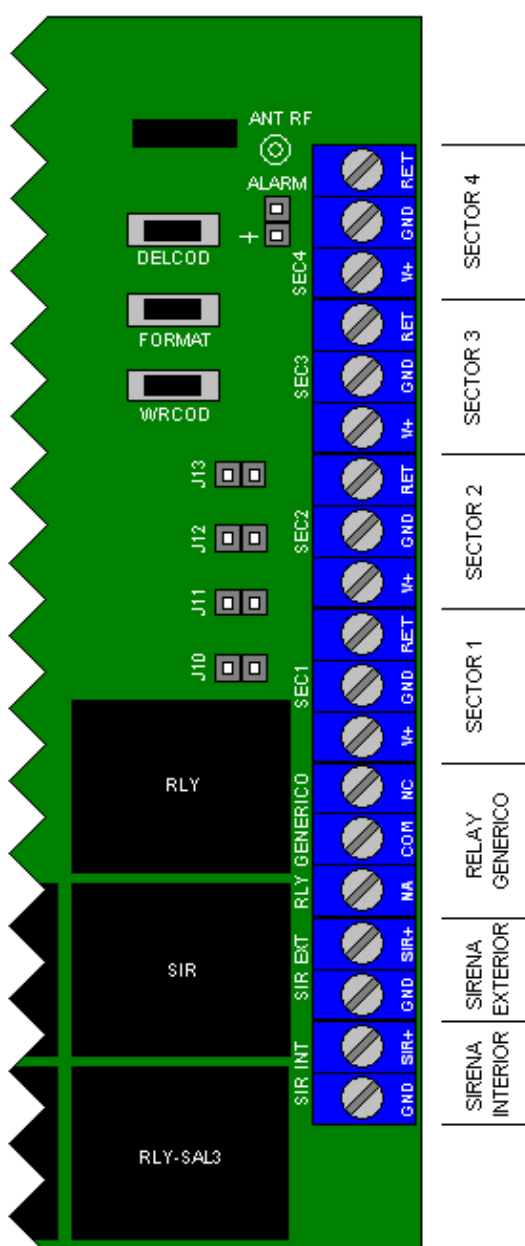 ANT RF
ALARM
+
DELCOD
FORMAT
WRCOD
J13
J12
J11
J10
RLY
SIR
RLY-SAL3
SEC4
SEC3
SEC2
SEC1
RLY GENERICO
SIR EXT
SIR INT
RET
GND
V+
RET
GND
V+
RET
GND
V+
RET
GND
V+
NC
COM
NA
SIR+
GND
SIR+
GND
SECTOR 4
SECTOR 3
SECTOR 2
SECTOR 1
RELAY
GENERICO
SIRENA
EXTERIOR
SIRENA
INTERIOR